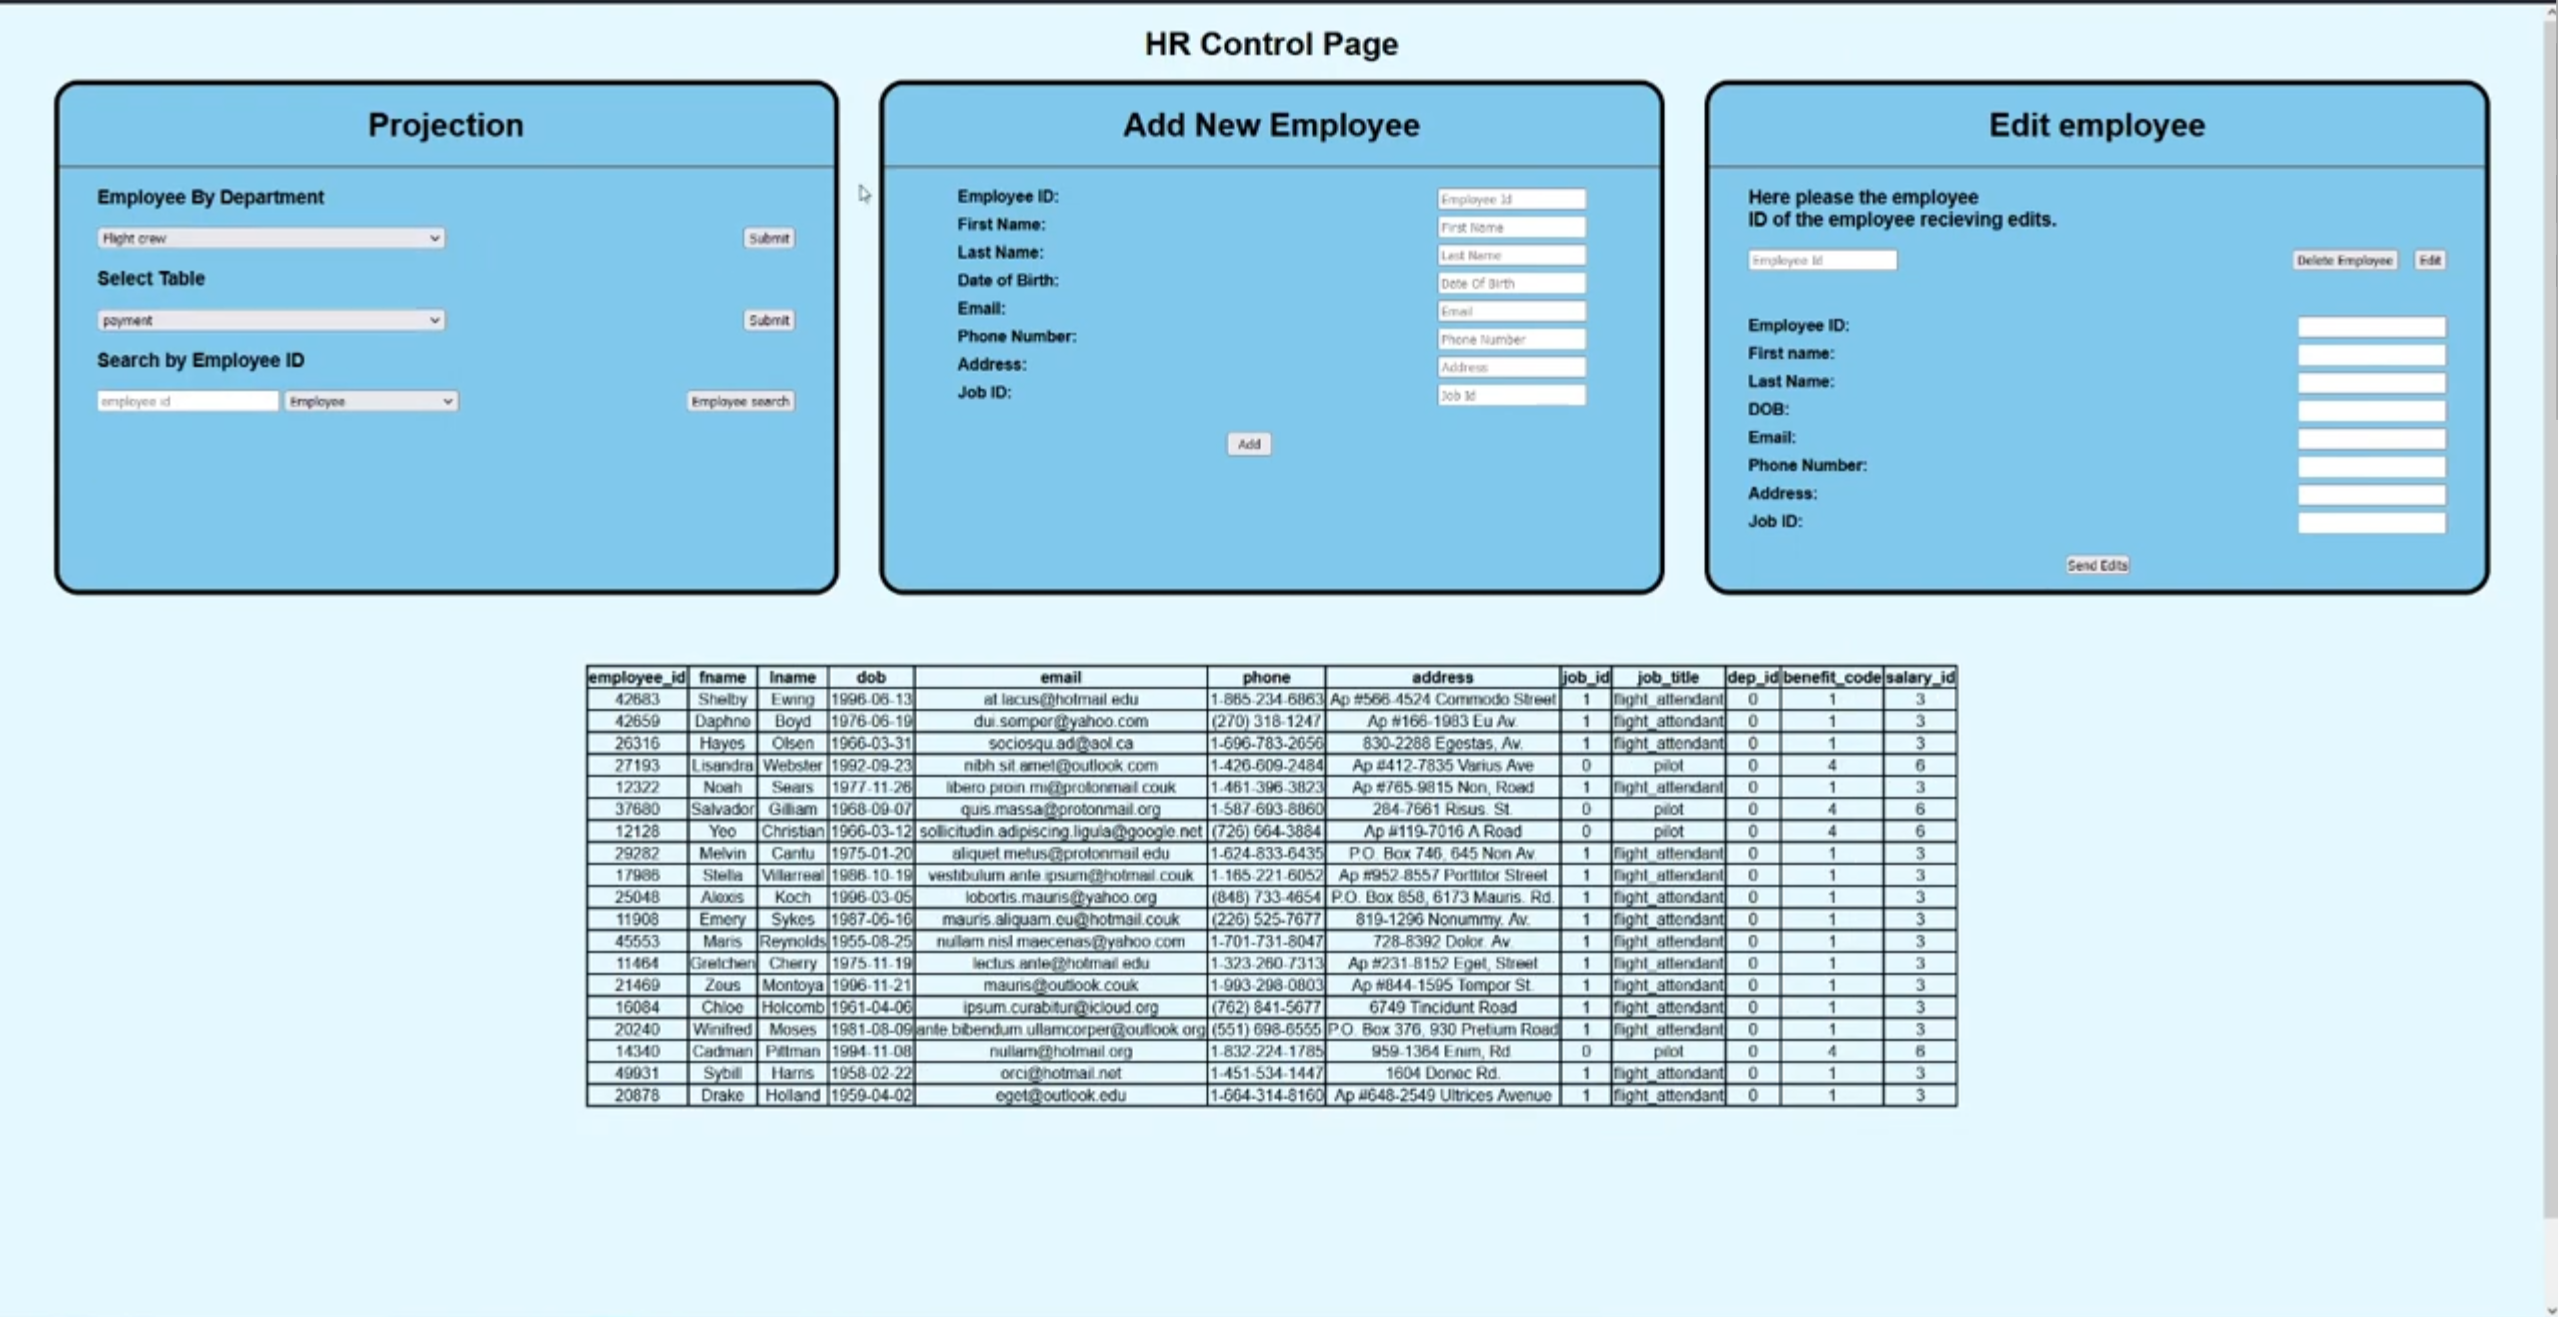 HR Control Page
Projection
Employee By Department
Flight crew
Submit
Select Table
payment
Submit
Search by Employee ID
employee id
Employee
Employee search
Add New Employee
Employee ID: Employee Id
First Name: First Name
Last Name: Last Name
Date of Birth: Date Of Birth
Email: Email
Phone Number: Phone Number
Address: Address
Job ID: Job Id
Add
Edit employee
Here please the employee
ID of the employee recieving edits.
Employee Id
Delete Employee
Edit
Employee ID:
First name:
Last Name:
DOB:
Email:
Phone Number:
Address:
Job ID:
Send Edits
employee_id fname lname dob email phone address job_id job_title dep_id benefit_code salary_id
42683 Shelby Ewing 1996-06-13 at.lacus@hotmail.edu 1-865-234-6863 Ap #566-4524 Commodo Street 1 flight_attendant 0 1 3
42659 Daphne Boyd 1976-06-19 dui.semper@yahoo.com (270) 318-1247 Ap #166-1983 Eu Av. 1 flight_attendant 0 1 3
26316 Hayes Olsen 1966-03-31 sociosqu.ad@aol.ca 1-696-783-2656 830-2288 Egestas, Av. 1 flight_attendant 0 1 3
27193 Lisandra Webster 1992-09-23 nibh.sit.amet@outlook.com 1-426-609-2484 Ap #412-7835 Varius Ave 0 pilot 0 4 6
12322 Noah Sears 1977-11-26 libero.proin.mi@protonmail.couk 1-461-396-3823 Ap #765-9815 Non, Road 1 flight_attendant 0 1 3
37680 Salvador Gilliam 1968-09-07 quis.massa@protonmail.org 1-587-693-8860 284-7661 Risus. St. 0 pilot 0 4 6
12128 Yeo Christian 1966-03-12 sollicitudin.adipiscing.ligula@google.net (726) 664-3884 Ap #119-7016 A Road 0 pilot 0 4 6
29282 Melvin Cantu 1975-01-20 aliquet.metus@protonmail.edu 1-624-833-6435 P.O. Box 746, 645 Non Av. 1 flight_attendant 0 1 3
17986 Stella Villarreal 1986-10-19 vestibulum.ante.ipsum@hotmail.couk 1-165-221-6052 Ap #952-8557 Porttitor Street 1 flight_attendant 0 1 3
25048 Alexis Koch 1996-03-05 lobortis.mauris@yahoo.org (848) 733-4654 P.O. Box 858, 6173 Mauris. Rd. 1 flight_attendant 0 1 3
11908 Emery Sykes 1987-06-16 mauris.aliquam.eu@hotmail.couk (226) 525-7677 819-1296 Nonummy. Av. 1 flight_attendant 0 1 3
45553 Maris Reynolds 1955-08-25 nullam.nisl.maecenas@yahoo.com 1-701-731-8047 728-8392 Dolor. Av. 1 flight_attendant 0 1 3
11464 Gretchen Cherry 1975-11-19 lectus.ante@hotmail.edu 1-323-260-7313 Ap #231-8152 Eget, Street 1 flight_attendant 0 1 3
21469 Zeus Montoya 1996-11-21 mauris@outlook.couk 1-993-298-0803 Ap #844-1595 Tempor St. 1 flight_attendant 0 1 3
16084 Chloe Holcomb 1961-04-06 ipsum.curabitur@icloud.org (762) 841-5677 6749 Tincidunt Road 1 flight_attendant 0 1 3
20240 Winifred Moses 1981-08-09 ante.bibendum.ullamcorper@outlook.org (551) 698-6555 P.O. Box 376, 930 Pretium Road 1 flight_attendant 0 1 3
14340 Cadman Pittman 1994-11-08 nullam@hotmail.org 1-832-224-1785 959-1364 Enim, Rd 0 pilot 0 4 6
49931 Sybill Harris 1958-02-22 orci@hotmail.net 1-451-534-1447 1604 Donec Rd. 1 flight_attendant 0 1 3
20878 Drake Holland 1959-04-02 eget@outlook.edu 1-664-314-8160 Ap #648-2549 Ultrices Avenue 1 flight_attendant 0 1 3